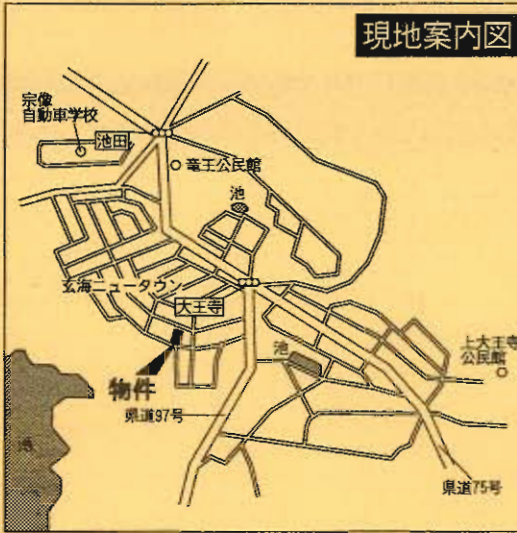 現地案内図
宗像
自動車学校
池田
竜王公民館
池
玄海ニュータウン
大王寺
池
上大王寺
公民館
物件
県道97号
県道75号